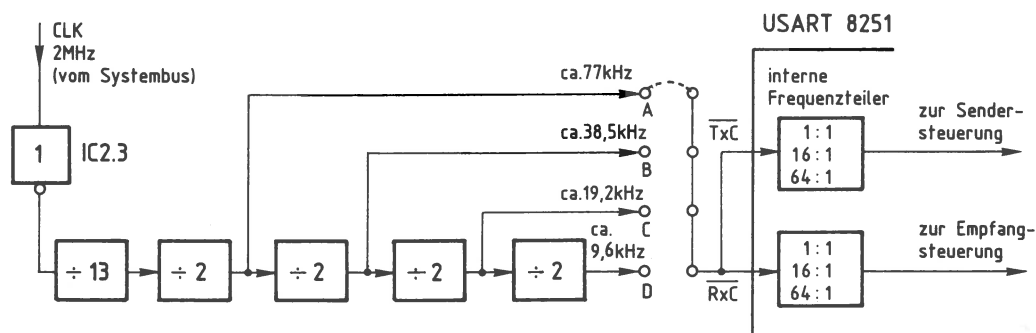 USART 8251
CLK
2MHz
(vom Systembus)
1
IC2.3
÷ 13
÷ 2
÷ 2
÷ 2
÷ 2
ca.77kHz
A
ca.38,5kHz
B
ca.19,2kHz
C
ca.
9,6kHz
D
TxC
RxC
interne
Frequenzteiler
1:1
16:1
64:1
zur Sender-
steuerung
1:1
16:1
64:1
zur Empfang-
steuerung